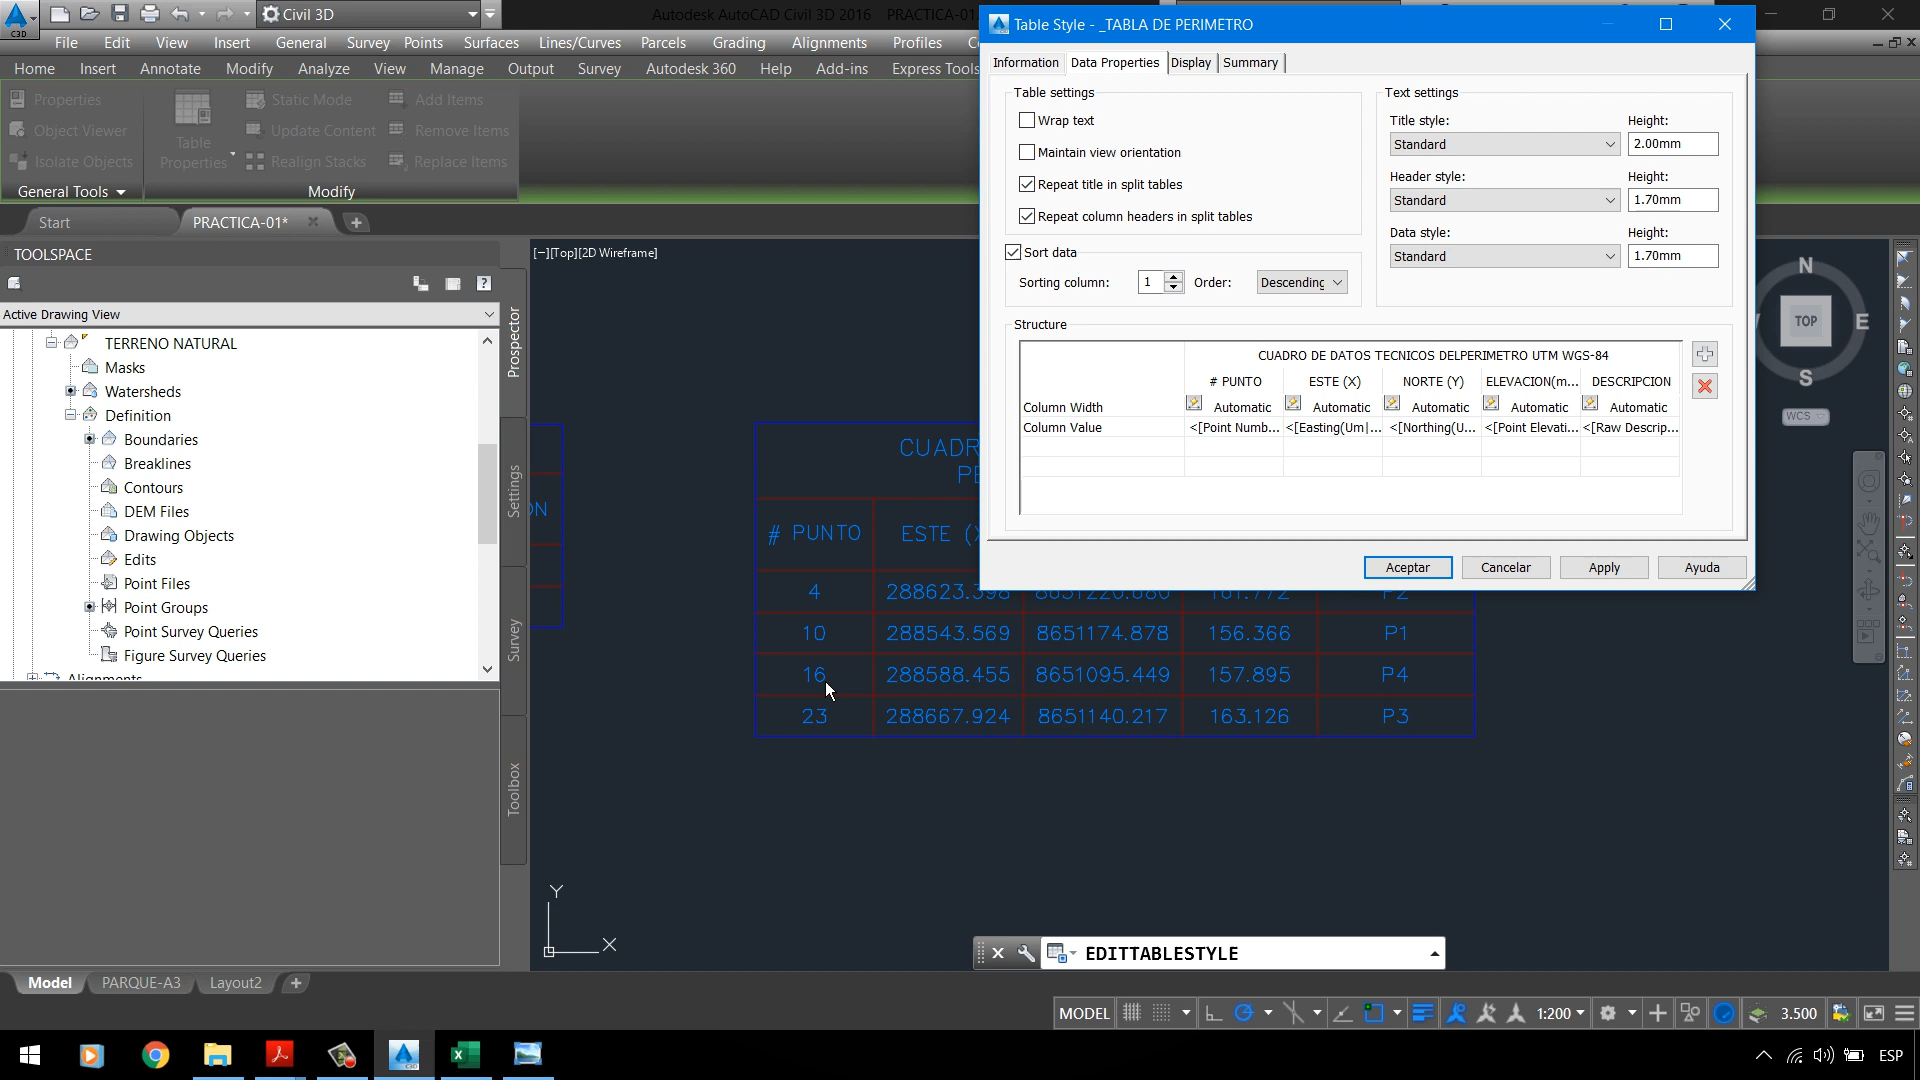 C3D
Civil 3D
Autodesk AutoCAD Civil 3D 2016 PRACTICA-01
File Edit View Insert General Survey Points Surfaces Lines/Curves Parcels Grading Alignments Profiles
Home Insert Annotate Modify Analyze View Manage Output Survey Autodesk 360 Help Add-ins Express Tools
Properties
Object Viewer
Isolate Objects
General Tools
Table
Properties
Static Mode
Update Content
Realign Stacks
Add Items
Remove Items
Replace Items
Modify
Start
PRACTICA-01*
TOOLSPACE
Active Drawing View
TERRENO NATURAL
Masks
Watersheds
Definition
Boundaries
Breaklines
Contours
DEM Files
Drawing Objects
Edits
Point Files
Point Groups
Point Survey Queries
Figure Survey Queries
Alignments
Prospector
Settings
Survey
Toolbox
[−][Top][2D Wireframe]
Table Style - _TABLA DE PERIMETRO
Information Data Properties Display Summary
Table settings
Wrap text
Maintain view orientation
Repeat title in split tables
Repeat column headers in split tables
Sort data
Sorting column: 1 Order: Descending
Text settings
Title style: Height:
Standard 2.00mm
Header style: Height:
Standard 1.70mm
Data style: Height:
Standard 1.70mm
Structure
CUADRO DE DATOS TECNICOS DELPERIMETRO UTM WGS-84
# PUNTO ESTE (X) NORTE (Y) ELEVACION(m... DESCRIPCION
Column Width Automatic Automatic Automatic Automatic Automatic
Column Value <[Point Numb... <[Easting(Um|... <[Northing(U... <[Point Elevati... <[Raw Descrip...
Aceptar Cancelar Apply Ayuda
N
TOP
E
S
WCS
ON
CUADR
PE
# PUNTO ESTE (X
4 288623.398 8651220.680 161.772 P2
10 288543.569 8651174.878 156.366 P1
16 288588.455 8651095.449 157.895 P4
23 288667.924 8651140.217 163.126 P3
Y
X
EDITTABLESTYLE
Model PARQUE-A3 Layout2
MODEL 1:200 3.500
ESP